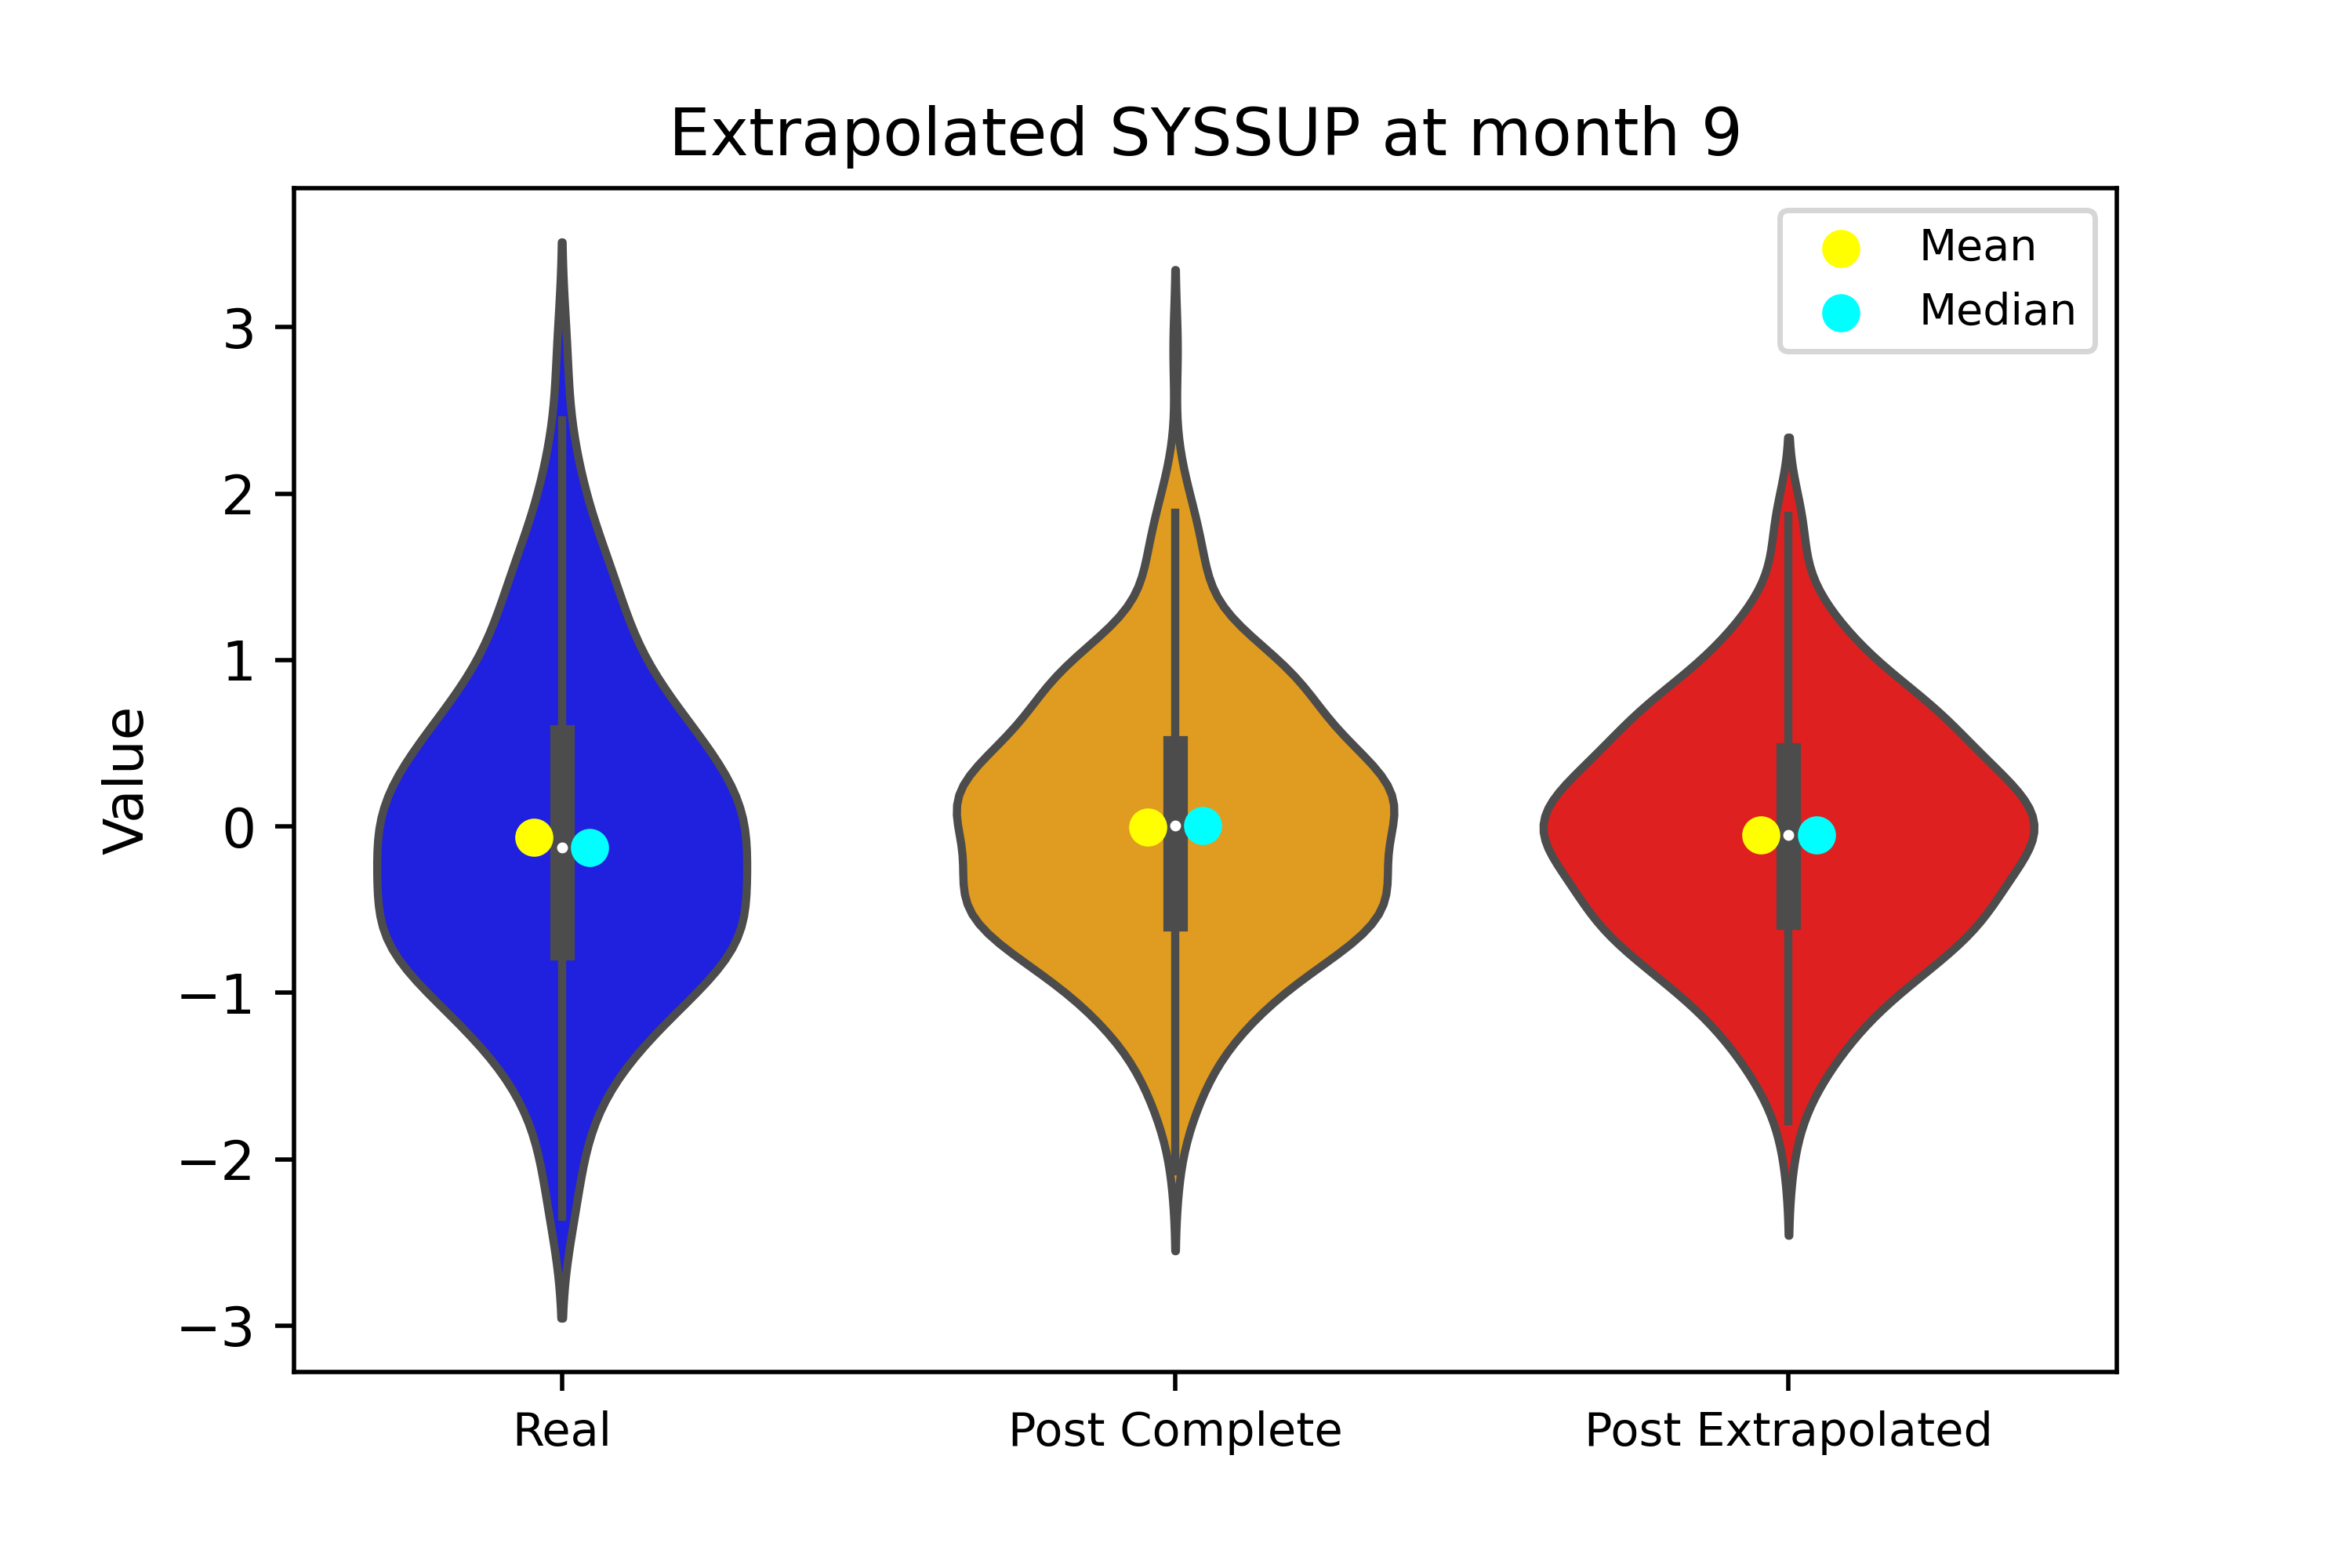 Extrapolated SYSSUP at month 9
Mean
Median
3
2
1
0
−1
−2
−3
Value
Real
Post Complete
Post Extrapolated